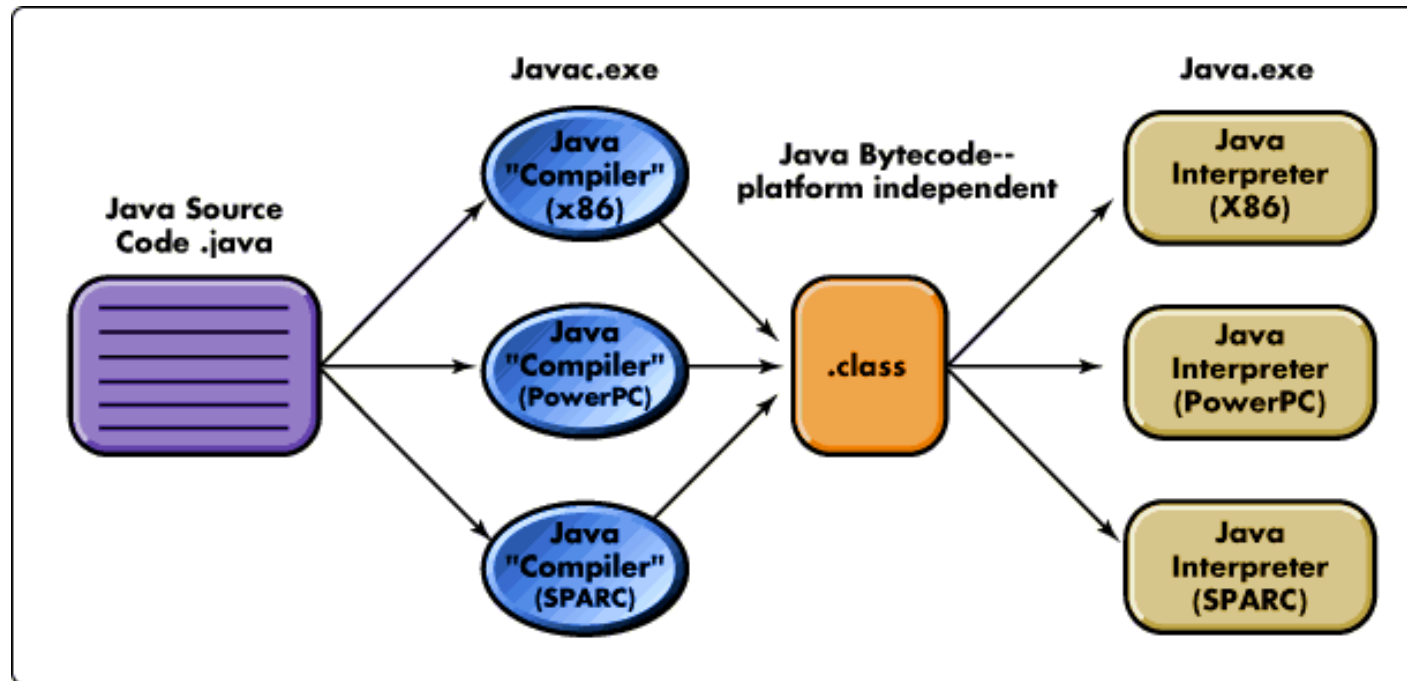 Java Source
Code .java
Javac.exe
Java
"Compiler"
(x86)
Java
"Compiler"
(PowerPC)
Java
"Compiler"
(SPARC)
Java Bytecode--
platform independent
.class
Java.exe
Java
Interpreter
(X86)
Java
Interpreter
(PowerPC)
Java
Interpreter
(SPARC)